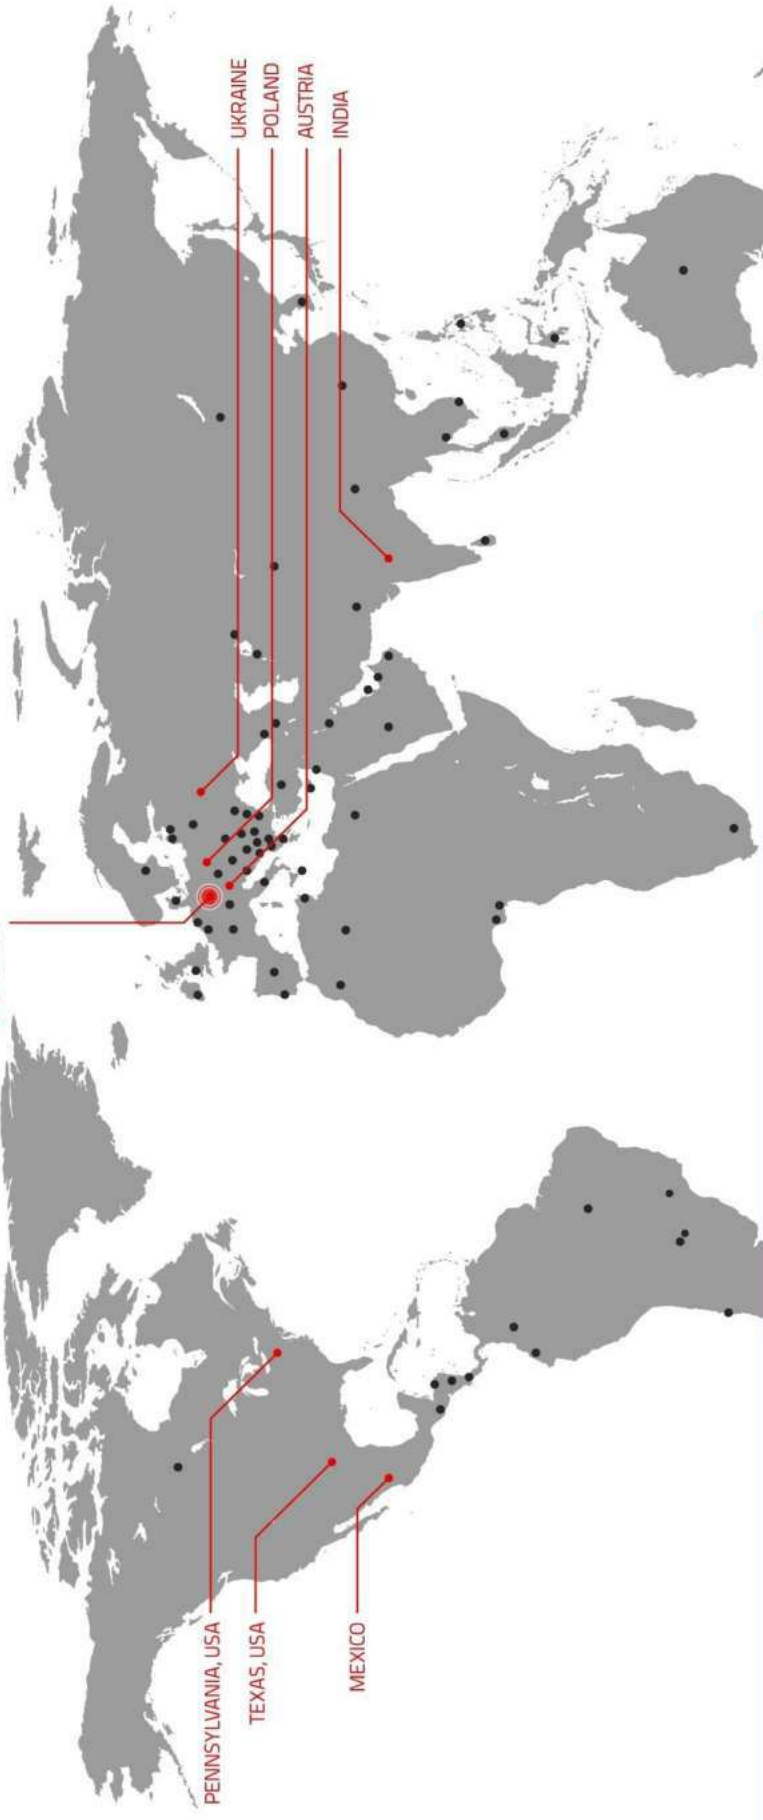 PENNSYLVANIA, USA
TEXAS, USA
MEXICO
UKRAINE
POLAND
AUSTRIA
INDIA